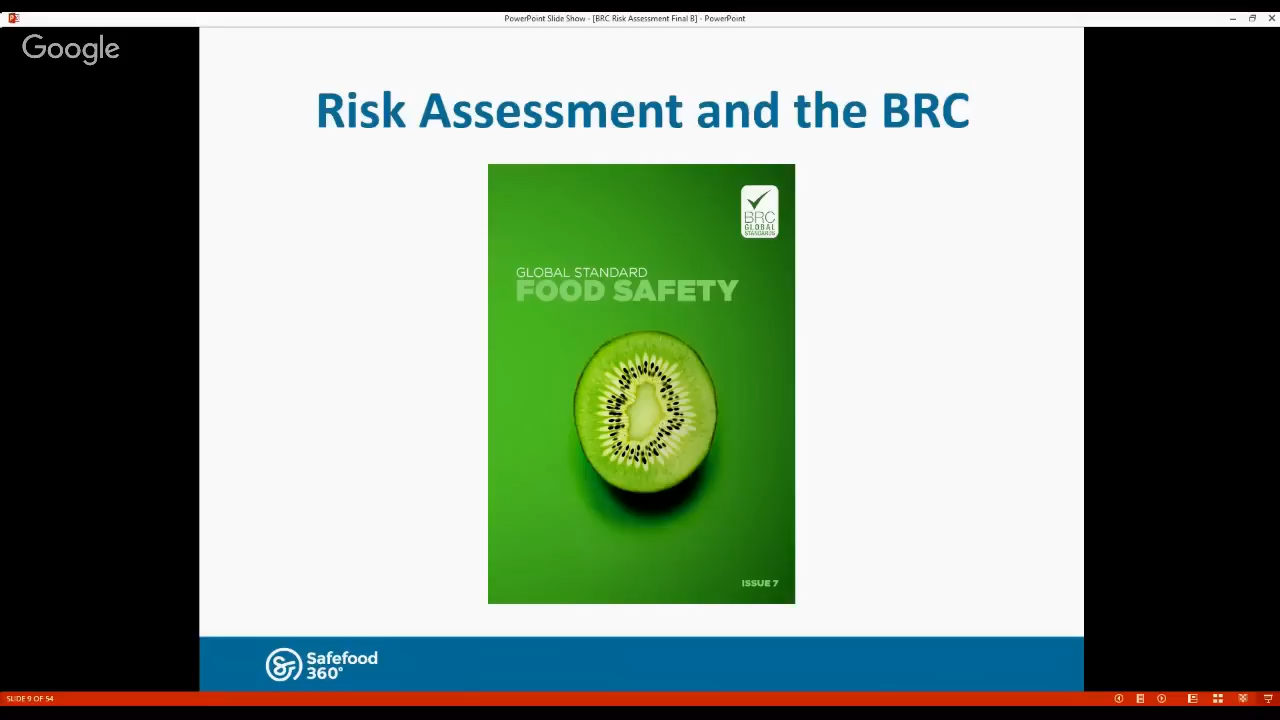 PowerPoint Slide Show - [BRC Risk Assessment Final B] - PowerPoint
Google
Risk Assessment and the BRC
BRC
GLOBAL
STANDARDS
GLOBAL STANDARD
FOOD SAFETY
ISSUE 7
Safefood
360°
SLIDE 9 OF 54